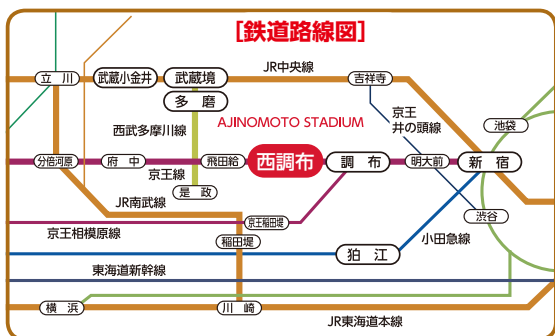 [鉄道路線図]
JR中央線
立川
武蔵小金井
武蔵境
吉祥寺
多磨
西武多摩川線
AJINOMOTO STADIUM
京王
井の頭線
池袋
分倍河原
府中
飛田給
西調布
調布
明大前
新宿
京王線
是政
JR南武線
渋谷
京王相模原線
京王稲田堤
稲田堤
小田急線
狛江
東海道新幹線
横浜
川崎
JR東海道本線